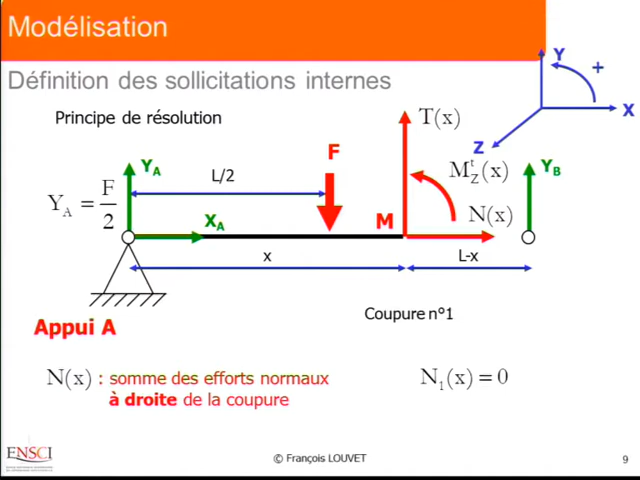 Modélisation
Définition des sollicitations internes
Y
+
X
Z
Principe de résolution
T(x)
F
Y_A
L/2
M_Z^t(x)
Y_B
Y_A = F/2
X_A
M
N(x)
x
L-x
Appui A
Coupure n°1
N(x) : somme des efforts normaux
à droite de la coupure
N_1(x) = 0
ENSCI
© François LOUVET
9